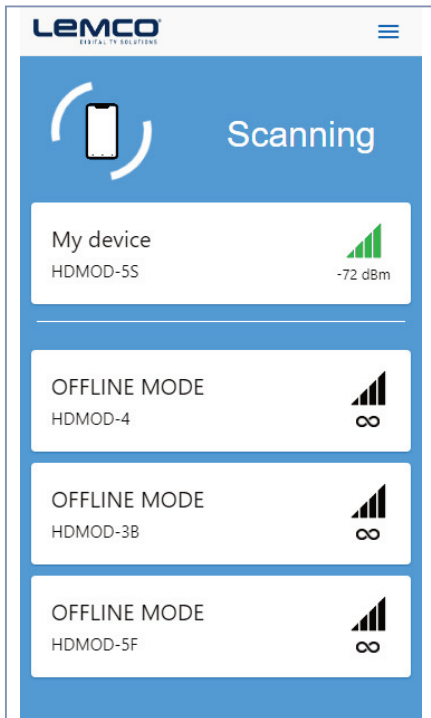 LEMCO
DIGITAL TV SOLUTIONS
Scanning
My device
HDMOD-5S
-72 dBm
OFFLINE MODE
HDMOD-4
∞
OFFLINE MODE
HDMOD-3B
∞
OFFLINE MODE
HDMOD-5F
∞